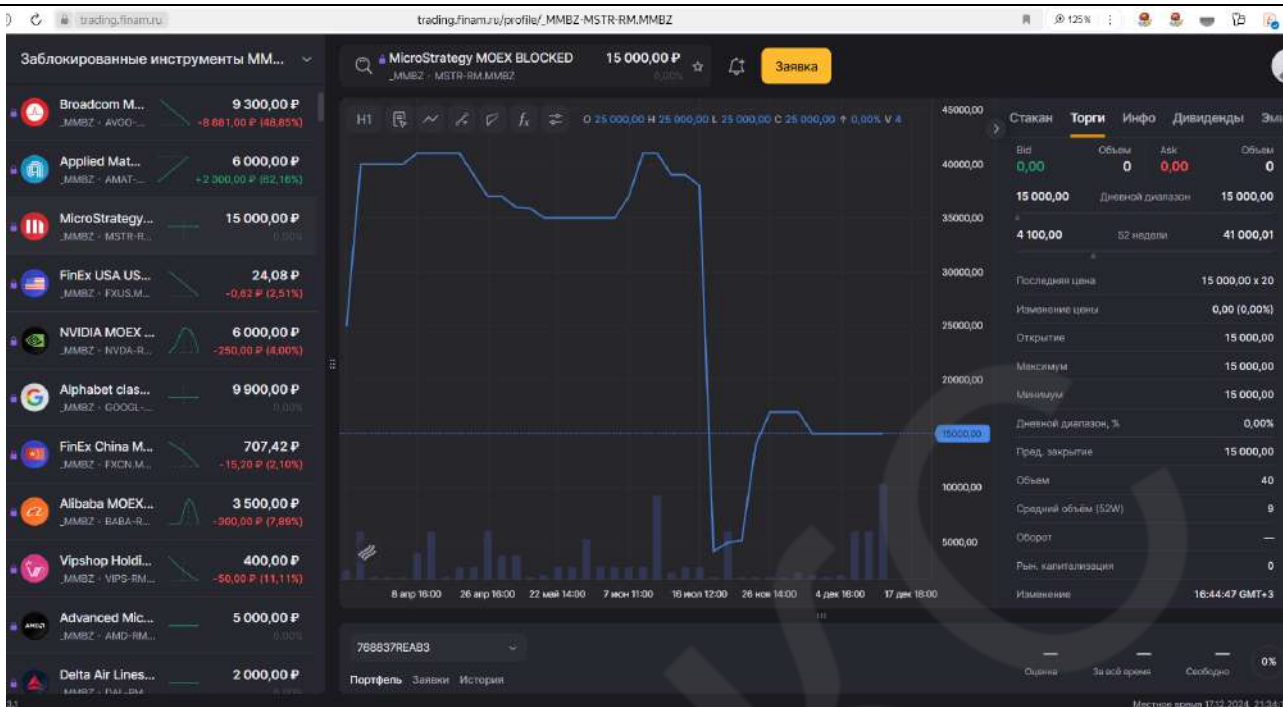 trading.finam.ru
trading.finam.ru/profile/_MMBZ-MSTR-RM.MMBZ
125 %
Заблокированные инструменты ММ...
Broadcom M... 9 300,00 ₽
_MMBZ · AVGO-... -8 881,00 ₽ (48,85%)
Applied Mat... 6 000,00 ₽
_MMBZ · AMAT-... +2 300,00 ₽ (62,16%)
MicroStrategy... 15 000,00 ₽
_MMBZ · MSTR-R... 0,00%
FinEx USA US... 24,08 ₽
_MMBZ · FXUS.M... -0,62 ₽ (2,51%)
NVIDIA MOEX ... 6 000,00 ₽
_MMBZ · NVDA-R... -250,00 ₽ (4,00%)
Alphabet clas... 9 900,00 ₽
_MMBZ · GOOGL-... 0,00%
FinEx China M... 707,42 ₽
_MMBZ · FXCN.M... -15,20 ₽ (2,10%)
Alibaba MOEX... 3 500,00 ₽
_MMBZ · BABA-R... -300,00 ₽ (7,89%)
Vipshop Holdi... 400,00 ₽
_MMBZ · VIPS-RM... -50,00 ₽ (11,11%)
AMD
Advanced Mic... 5 000,00 ₽
_MMBZ · AMD-RM... 0,00%
Delta Air Lines... 2 000,00 ₽
_MMBZ · DAL-RM
MicroStrategy MOEX BLOCKED 15 000,00 ₽
_MMBZ · MSTR-RM.MMBZ 0,00%
Заявка
H1 O 25 000,00 H 25 000,00 L 25 000,00 C 25 000,00 0,00% V 4
45000,00
40000,00
35000,00
30000,00
25000,00
20000,00
15000,00
10000,00
5000,00
8 апр 16:00 26 апр 16:00 22 май 14:00 7 июн 11:00 16 июл 12:00 26 ноя 14:00 4 дек 16:00 17 дек 18:00
Стакан Торги Инфо Дивиденды
Bid Объем Ask Объем
0,00 0 0,00 0
15 000,00 Дневной диапазон 15 000,00
4 100,00 52 недели 41 000,01
Последняя цена 15 000,00 x 20
Изменение цены 0,00 (0,00%)
Открытие 15 000,00
Максимум 15 000,00
Минимум 15 000,00
Дневной диапазон, % 0,00%
Пред. закрытие 15 000,00
Объем 40
Средний объём (52W) 9
Оборот —
Рын. капитализация 0
Изменение 16:44:47 GMT+3
768837REAB3
Портфель Заявки История
— — — 0%
Оценка За всё время Свободно
Местное время 17.12.2024, 21:34